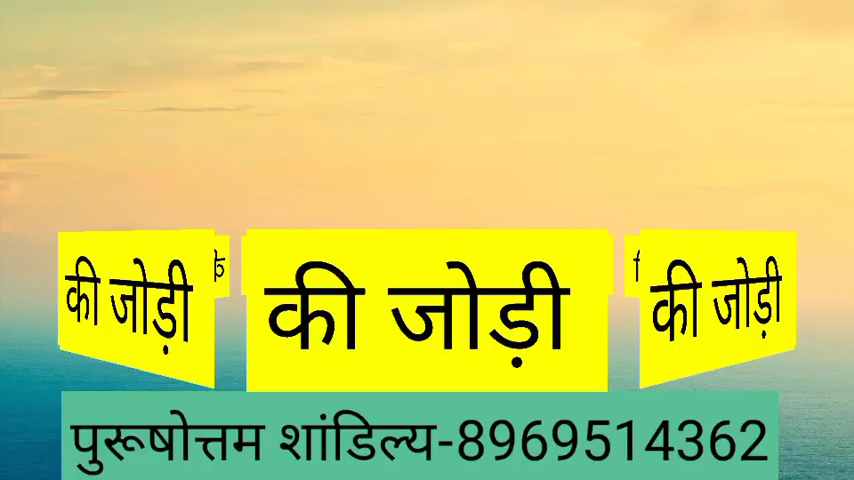 की जोड़ी की जोड़ी की जोड़ी
पुरूषोत्तम शांडिल्य-8969514362